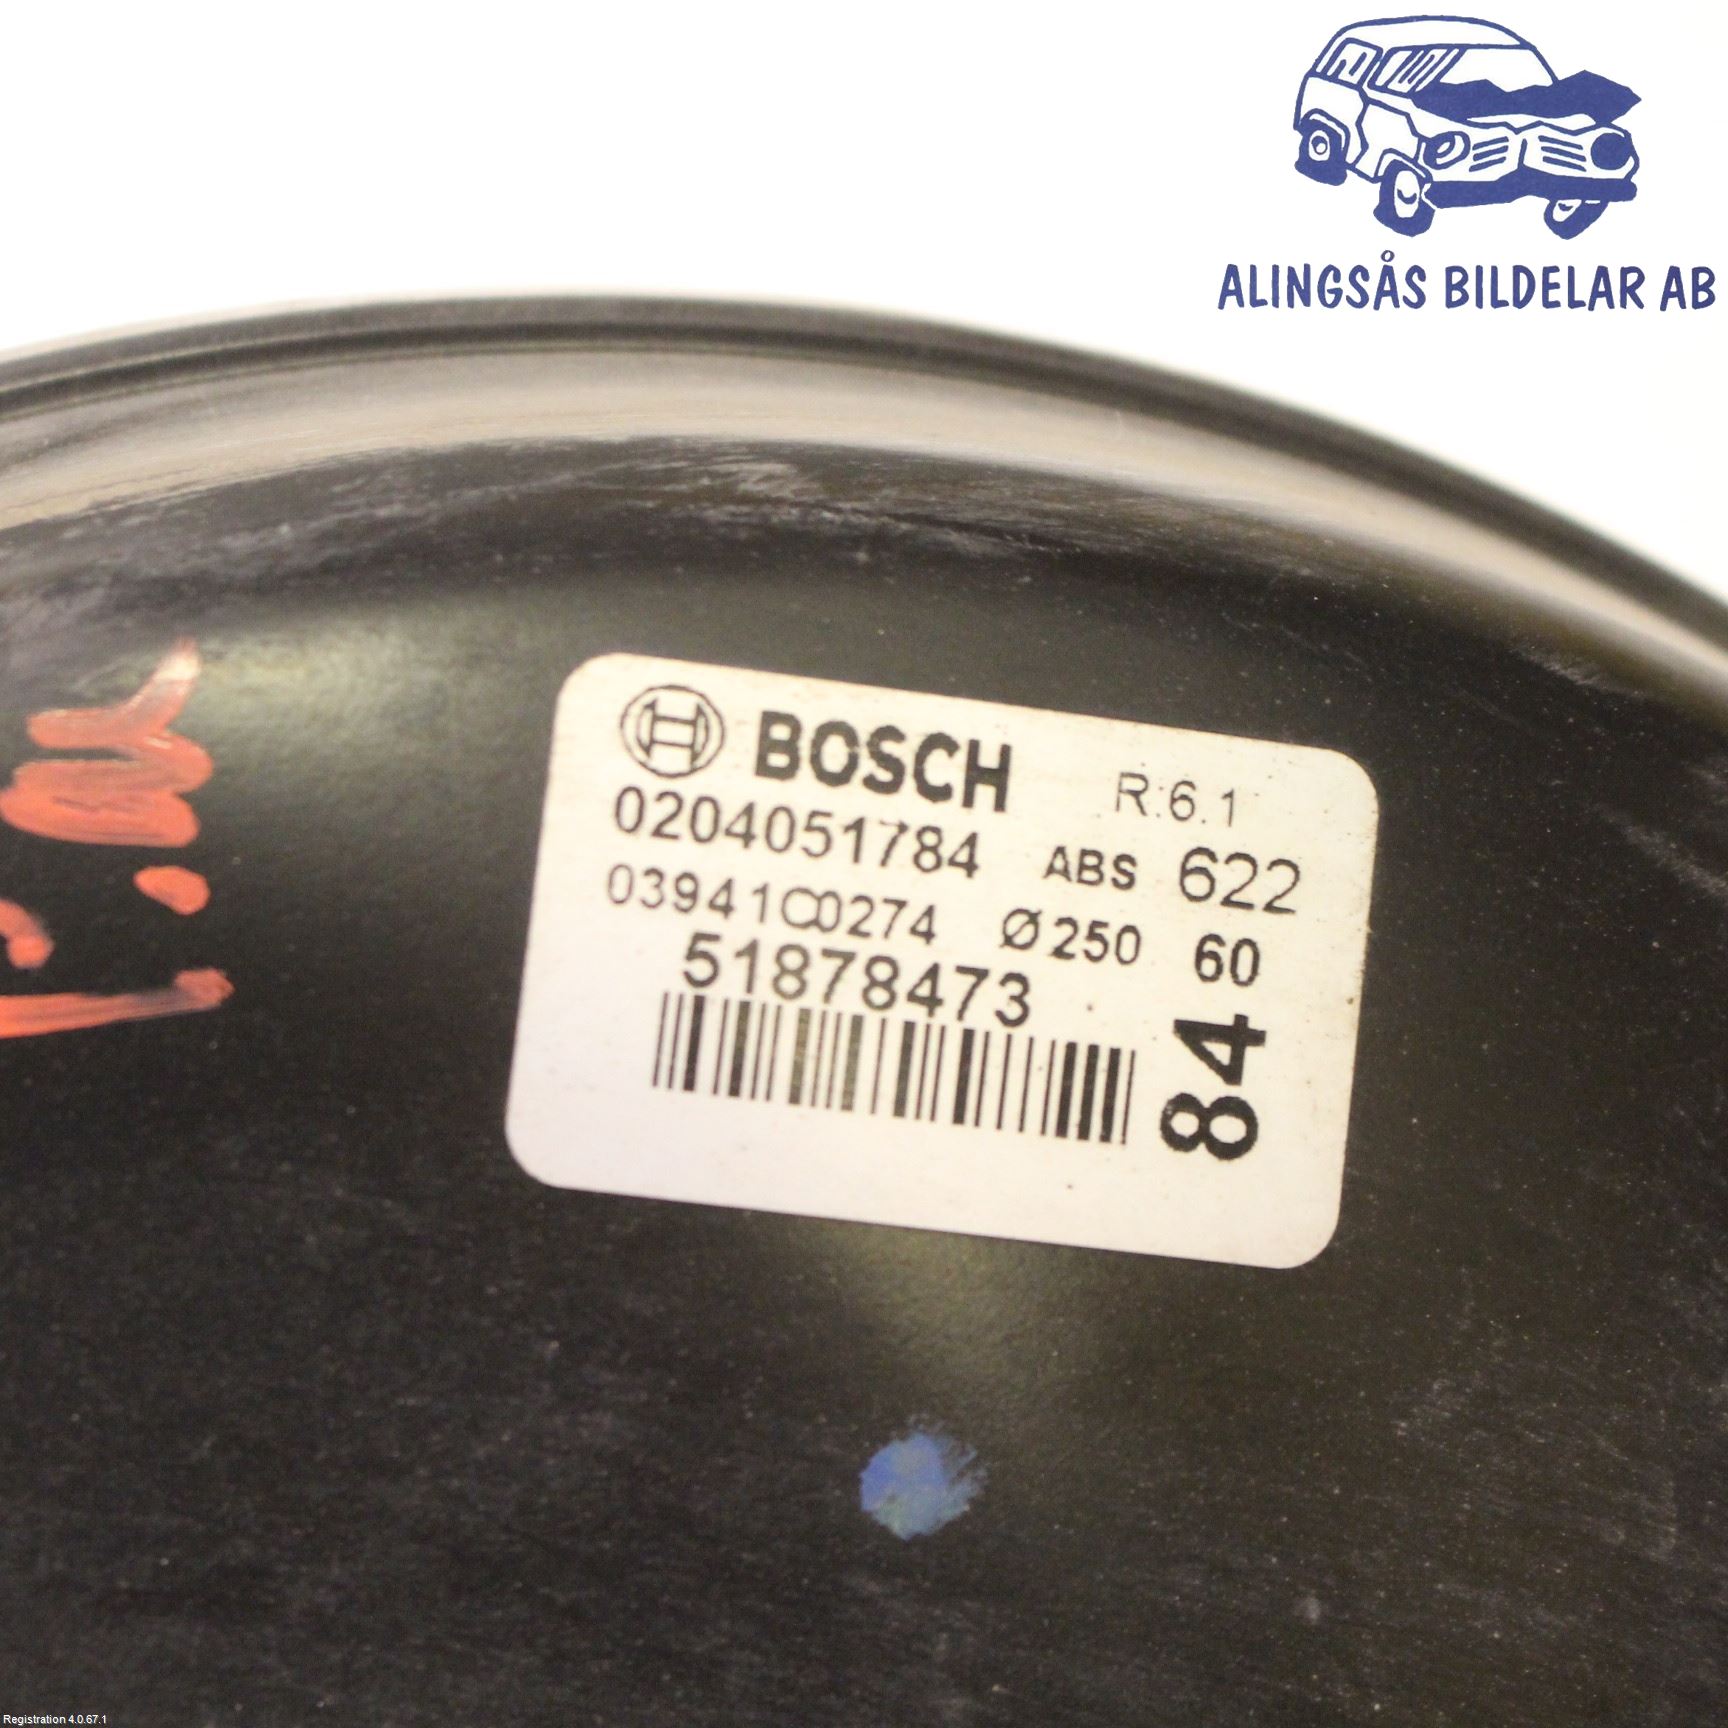 ALINGSÅS BILDELAR AB
BOSCH R:6.1
0204051784 ABS 622
03941C0274 Ø250 60
51878473
84
Registration 4.0.67.1